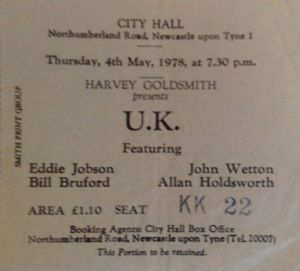 CITY HALL
Northumberland Road, Newcastle upon Tyne 1
Thursday, 4th May, 1978, at 7.30 p.m.
HARVEY GOLDSMITH
presents
U.K.
Featuring
Eddie Jobson John Wetton
Bill Bruford Allan Holdsworth
AREA £1.10 SEAT KK 22
Booking Agents: City Hall Box Office
Northumberland Road, Newcastle upon Tyne (Tel. 20007)
This Portion to be retained.
SMITH PRINT GROUP